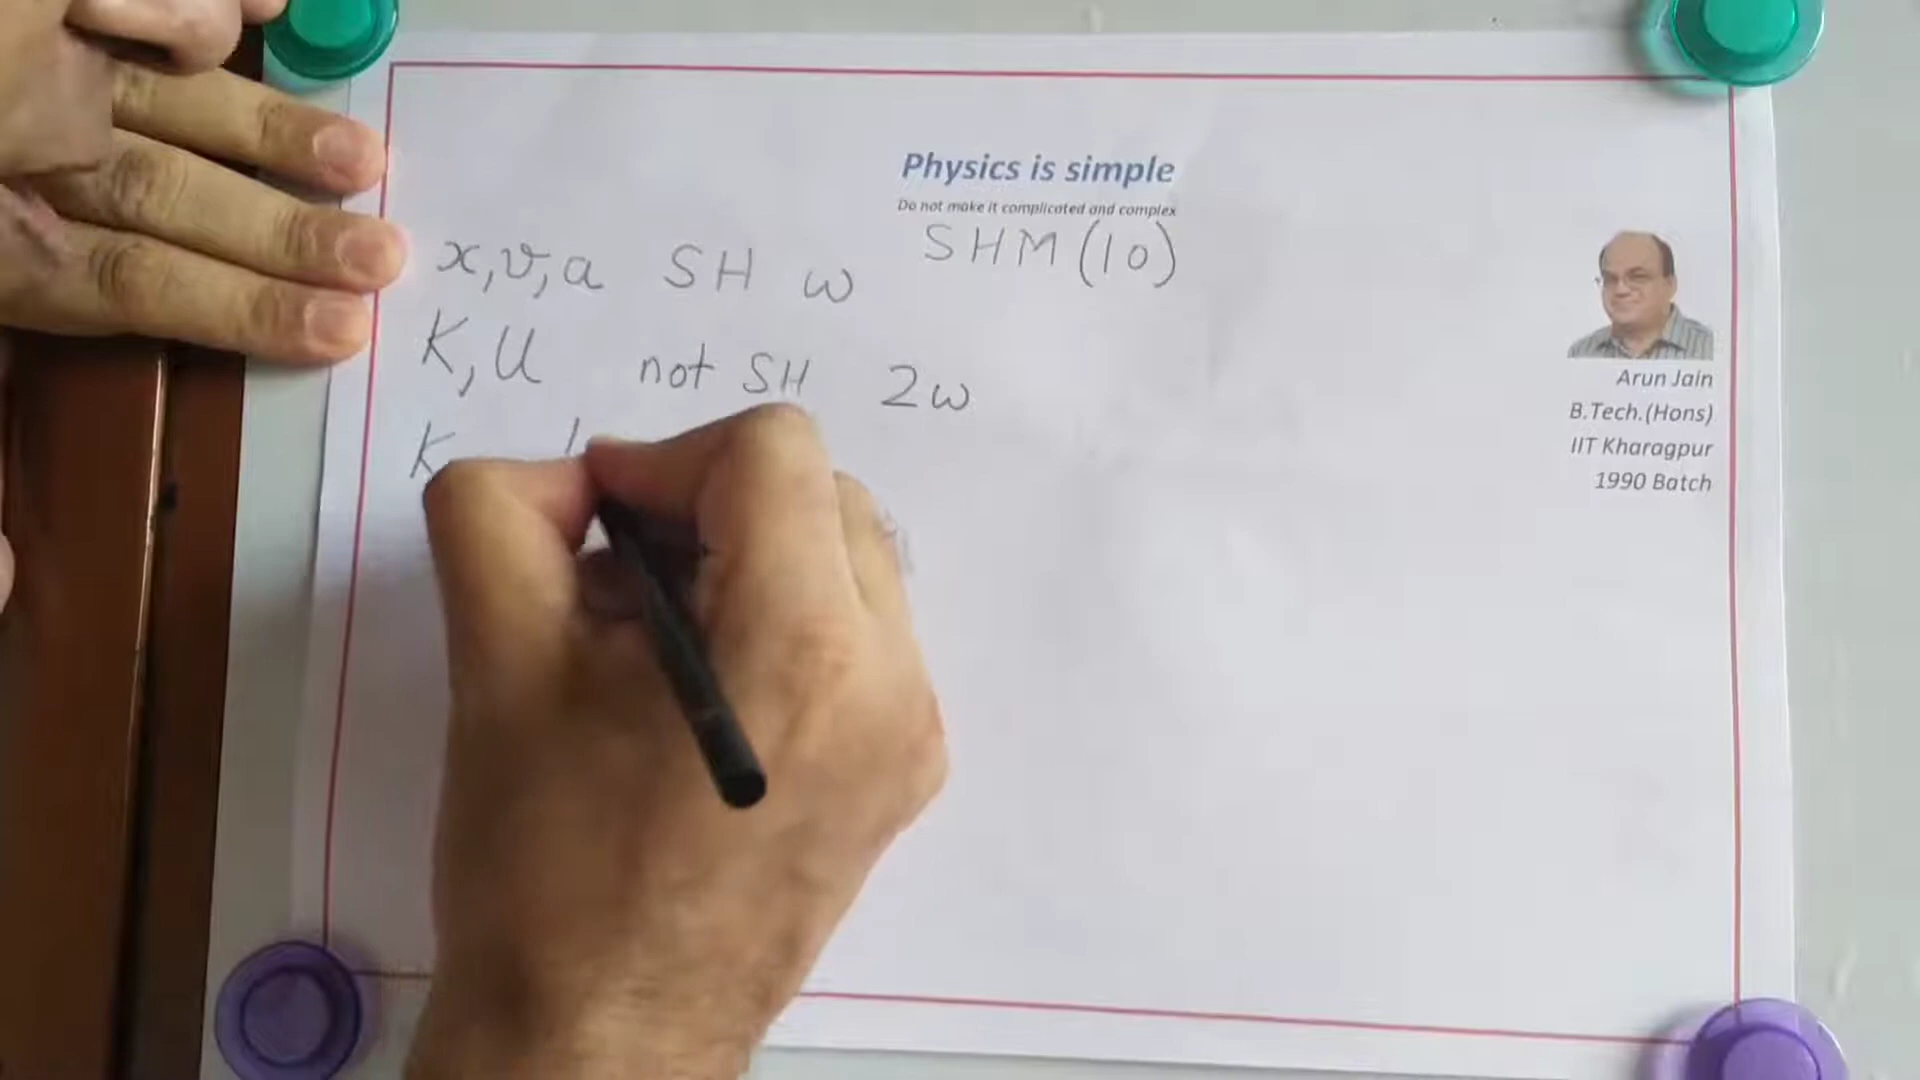 Physics is simple
Do not make it complicated and complex
SHM (10)
x, v, a SH ω
K, U not SH 2ω
K
Arun Jain
B.Tech.(Hons)
IIT Kharagpur
1990 Batch